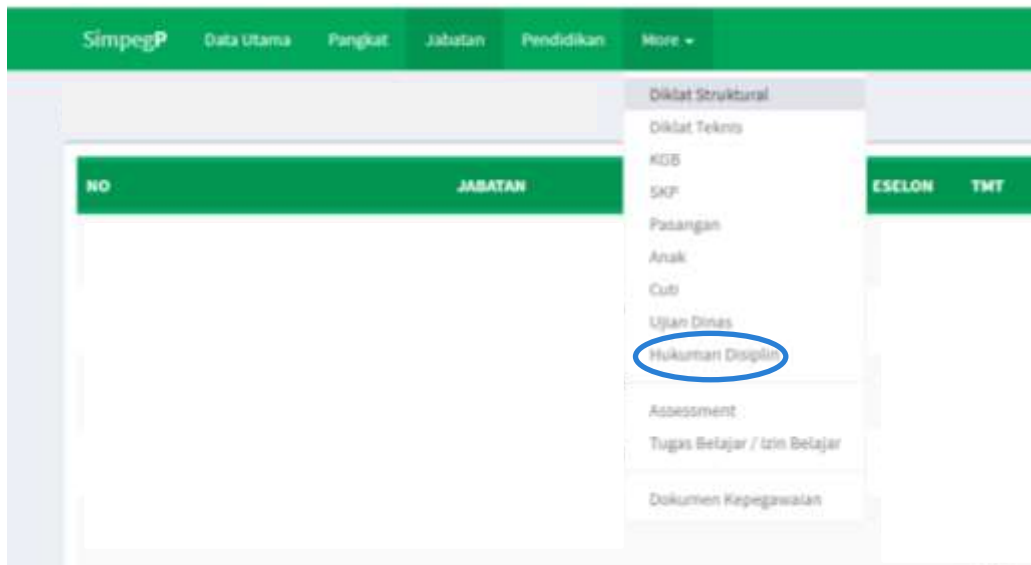 SimpegP Data Utama Pangkat Jabatan Pendidikan More
Diklat Struktural
Diklat Teknis
KGB
SKP
Pasangan
Anak
Cuti
Ujian Dinas
Hukuman Disiplin
Assessment
Tugas Belajar / Izin Belajar
Dokumen Kepegawaian
NO JABATAN ESELON TMT